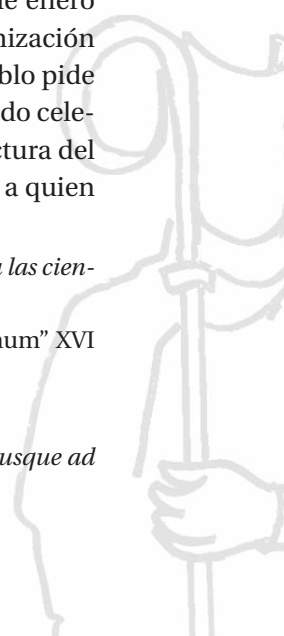 de enero
nización
blo pide
do cele-
ctura del
a quien
a las cien-
num” XVI
usque ad